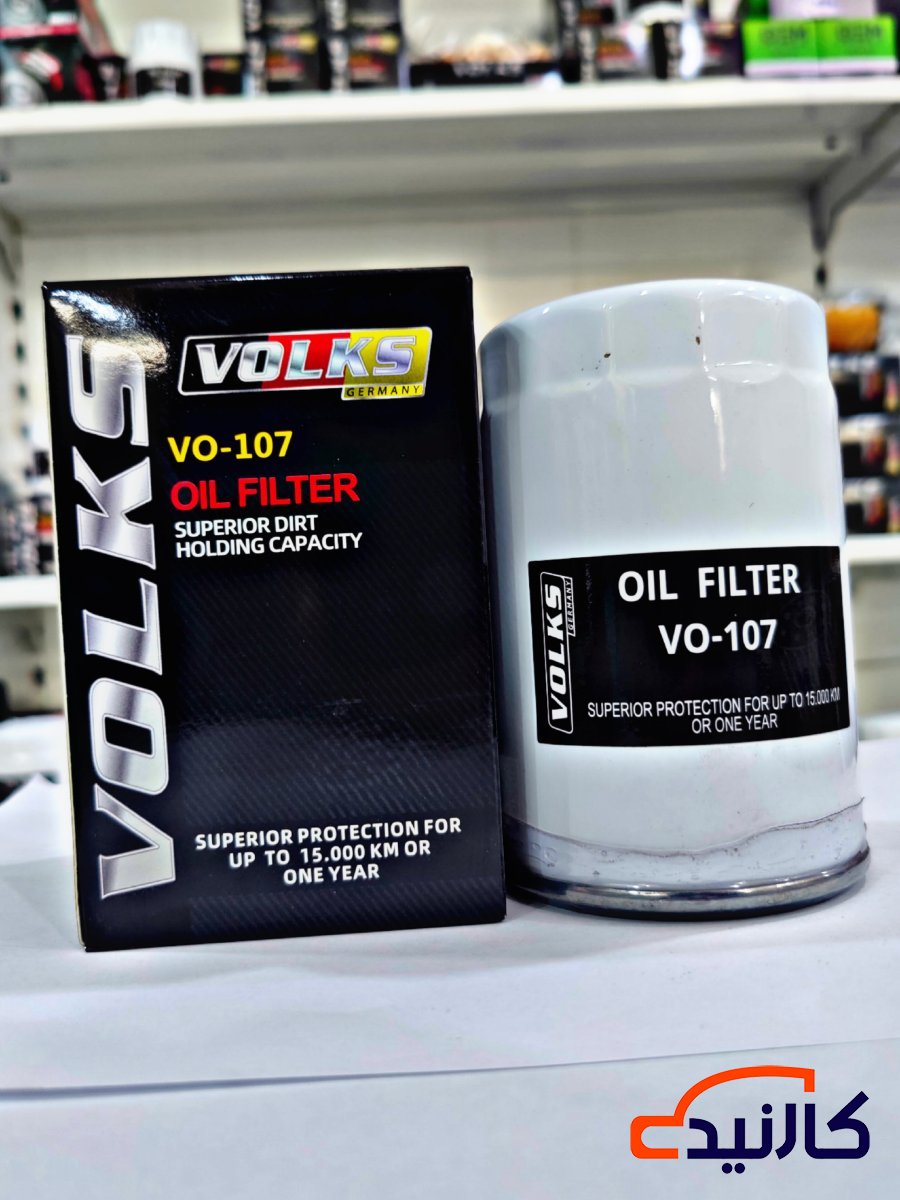 VOLKS
VOLKS
GERMANY
VO-107
OIL FILTER
SUPERIOR DIRT
HOLDING CAPACITY
SUPERIOR PROTECTION FOR
UP TO 15.000 KM OR
ONE YEAR
VOLKS
GERMANY
OIL FILTER
VO-107
SUPERIOR PROTECTION FOR UP TO 15.000 KM
OR ONE YEAR
کارنیدی